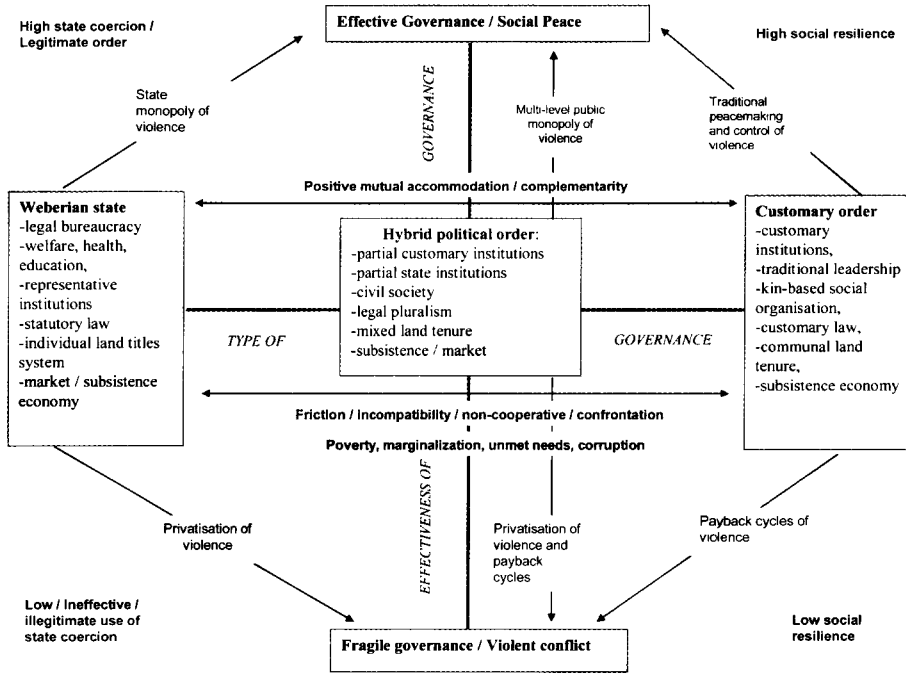 High state coercion /
Legitimate order
Effective Governance / Social Peace
High social resilience
State
monopoly of
violence
GOVERNANCE
Multi-level public
monopoly of
violence
Traditional
peacemaking
and control of
violence
Positive mutual accommodation / complementarity
Weberian state
-legal bureaucracy
-welfare, health,
education,
-representative
institutions
-statutory law
-individual land titles
system
-market / subsistence
economy
Hybrid political order:
-partial customary institutions
-partial state institutions
-civil society
-legal pluralism
-mixed land tenure
-subsistence / market
Customary order
-customary
institutions,
-traditional leadership
-kin-based social
organisation,
-customary law,
-communal land
tenure,
-subsistence economy
TYPE OF
GOVERNANCE
Friction / Incompatibility / non-cooperative / confrontation
Poverty, marginalization, unmet needs, corruption
EFFECTIVENESS OF
Privatisation of
violence
Privatisation of
violence and
payback
cycles
Payback cycles of
violence
Low / Ineffective /
illegitimate use of
state coercion
Fragile governance / Violent conflict
Low social
resilience